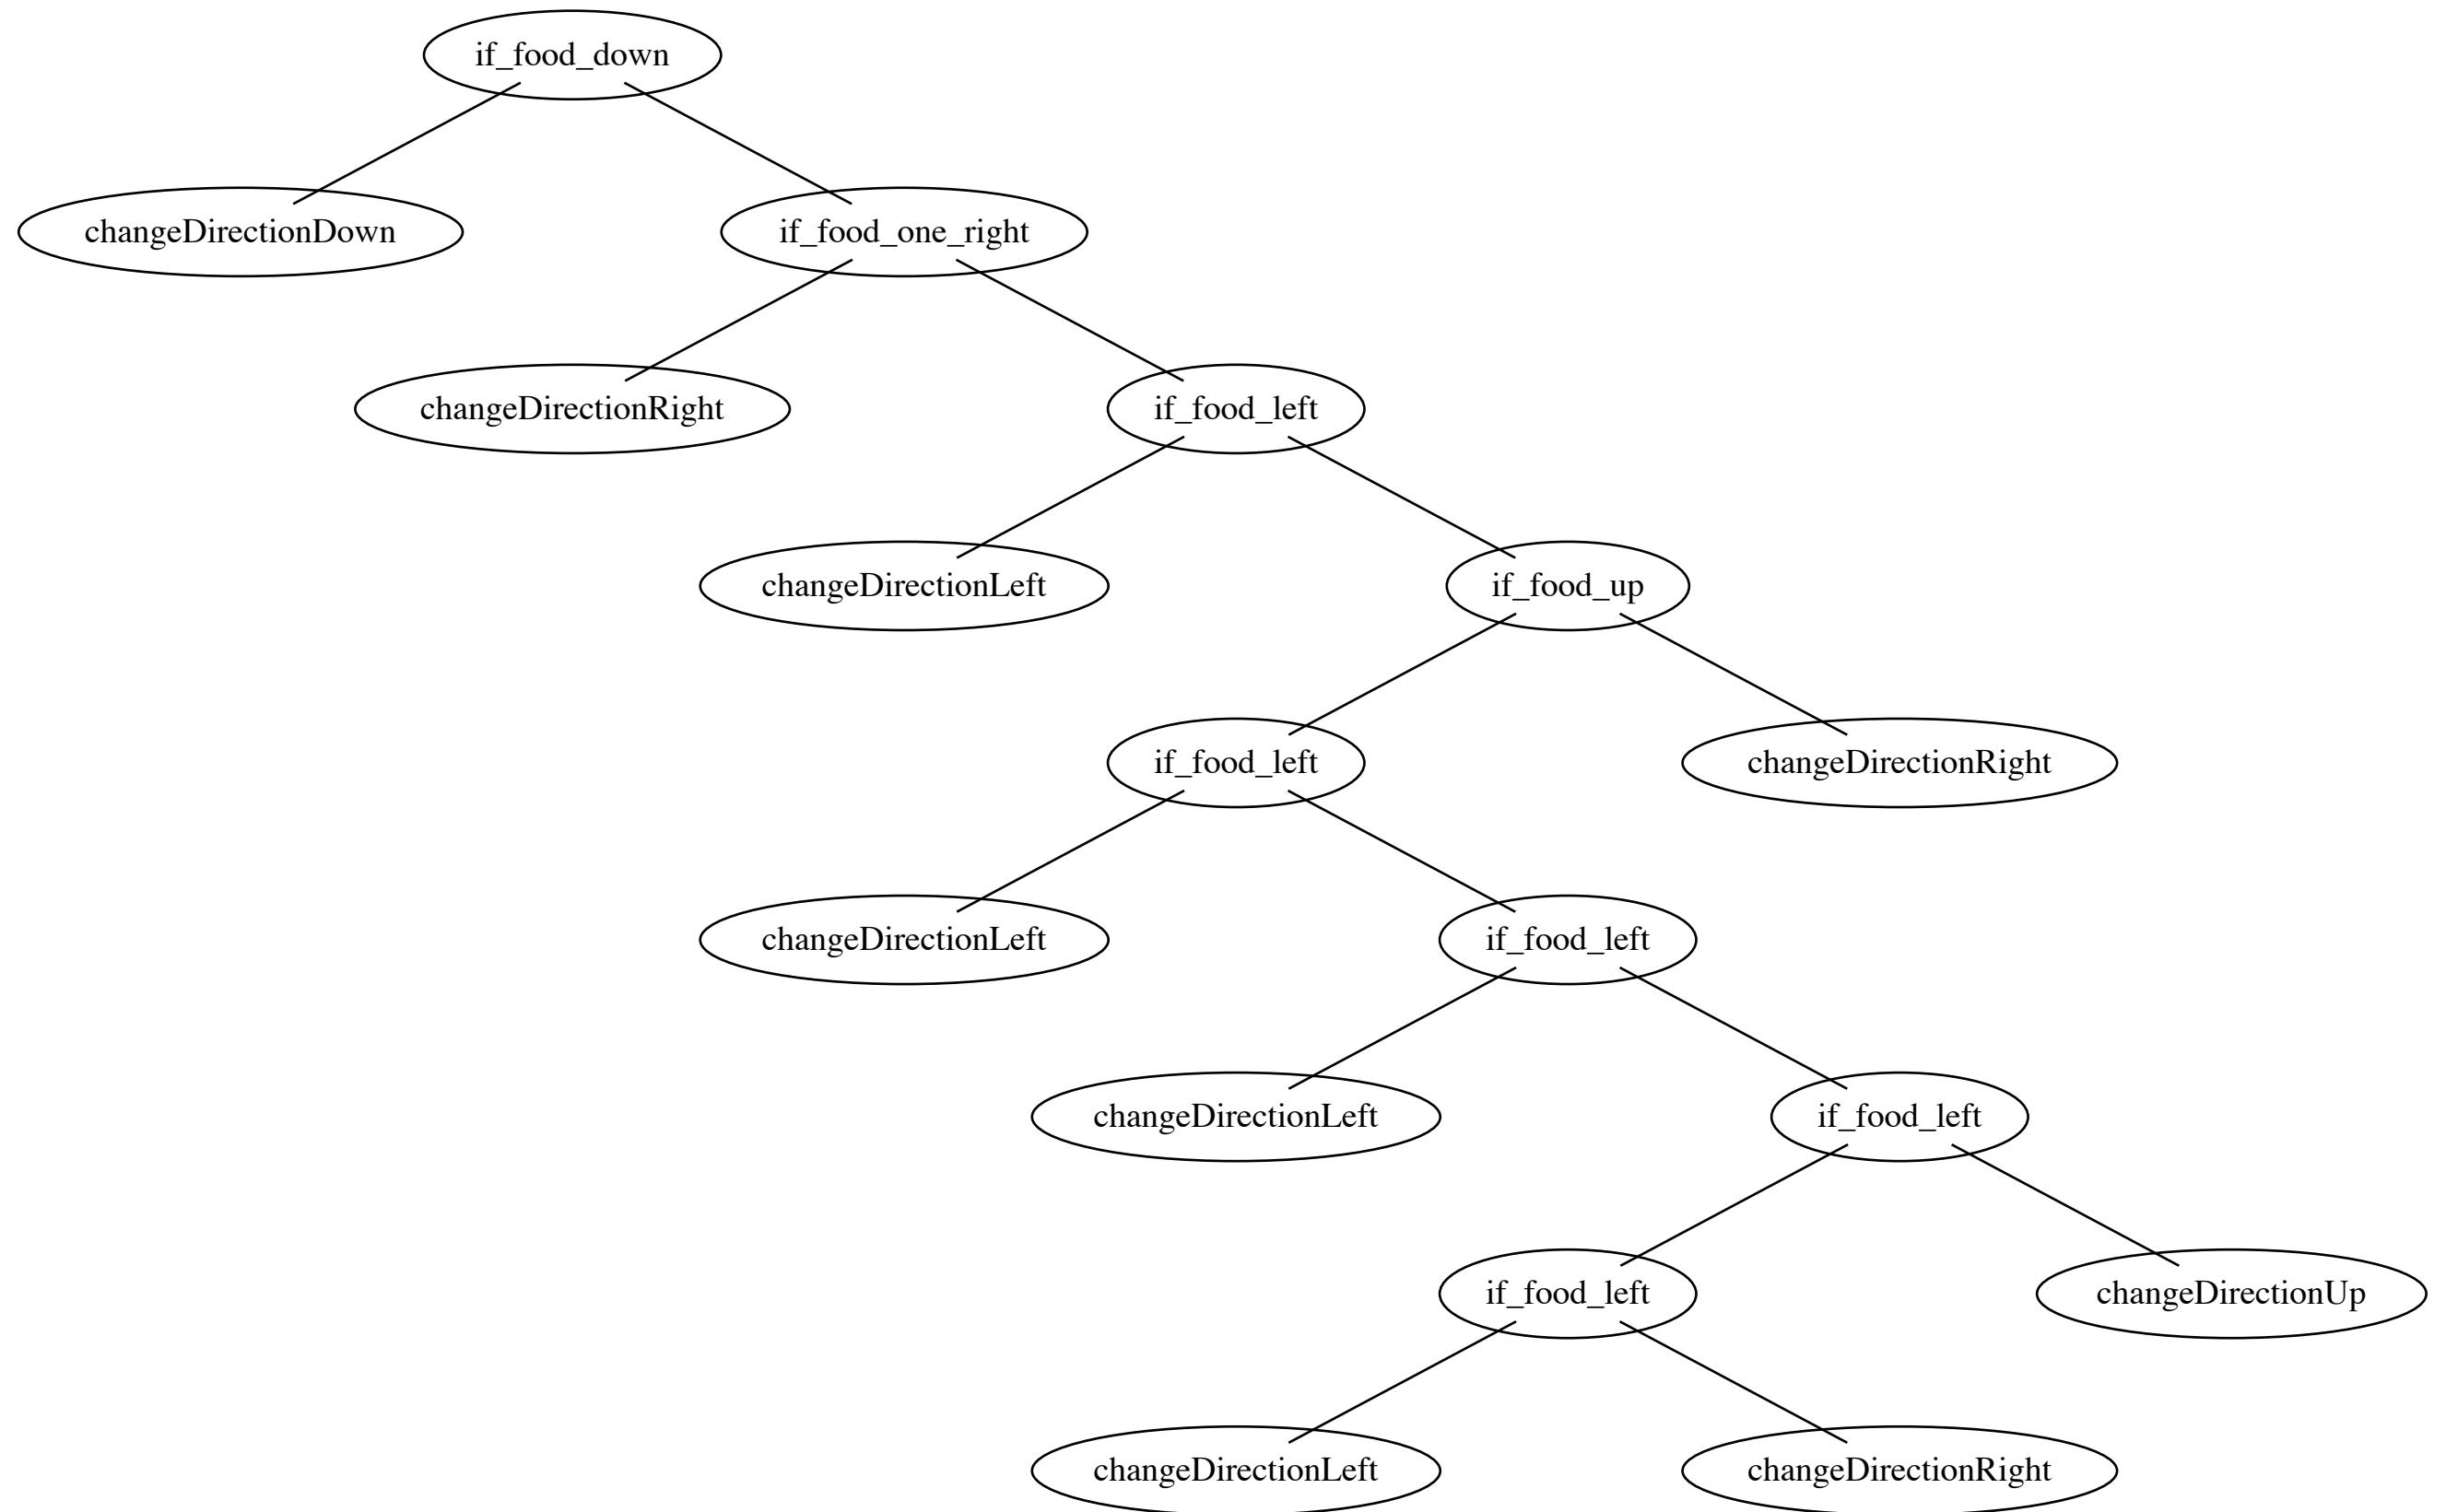 if_food_down
changeDirectionDown
if_food_one_right
changeDirectionRight
if_food_left
changeDirectionLeft
if_food_up
if_food_left
changeDirectionRight
changeDirectionLeft
if_food_left
changeDirectionLeft
if_food_left
if_food_left
changeDirectionUp
changeDirectionLeft
changeDirectionRight